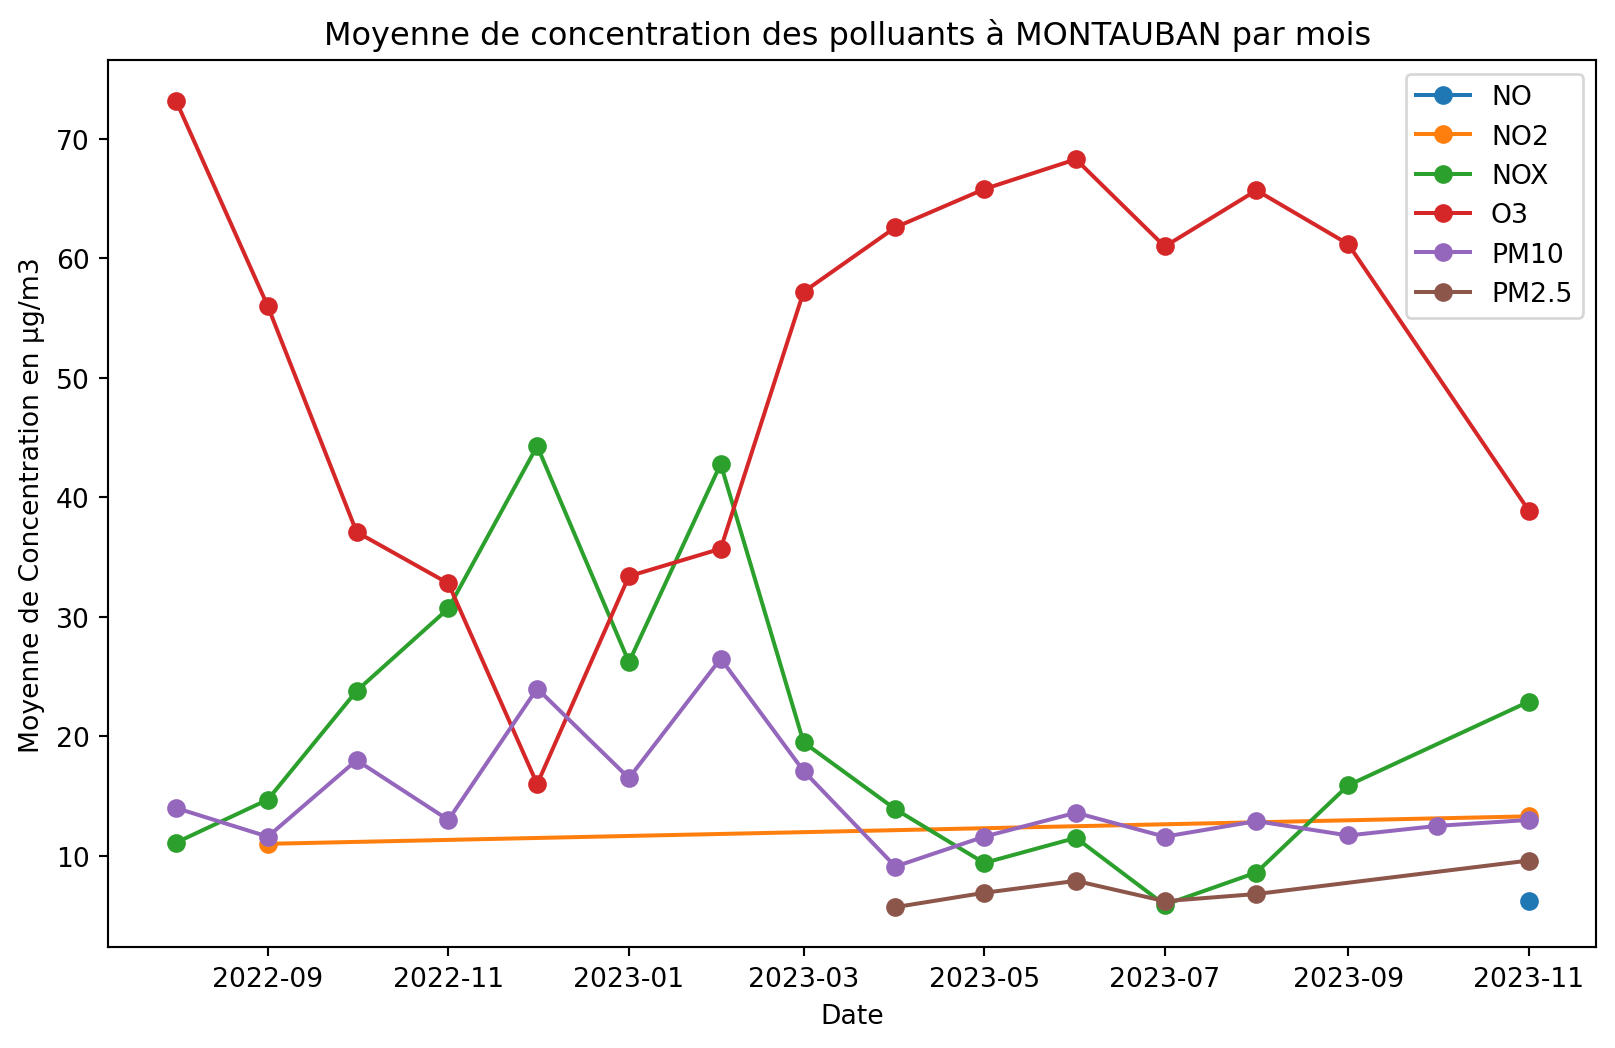 Moyenne de concentration des polluants à MONTAUBAN par mois
NO
NO2
NOX
O3
PM10
PM2.5
Moyenne de Concentration en µg/m3
70
60
50
40
30
20
10
2022-09
2022-11
2023-01
2023-03
2023-05
2023-07
2023-09
2023-11
Date